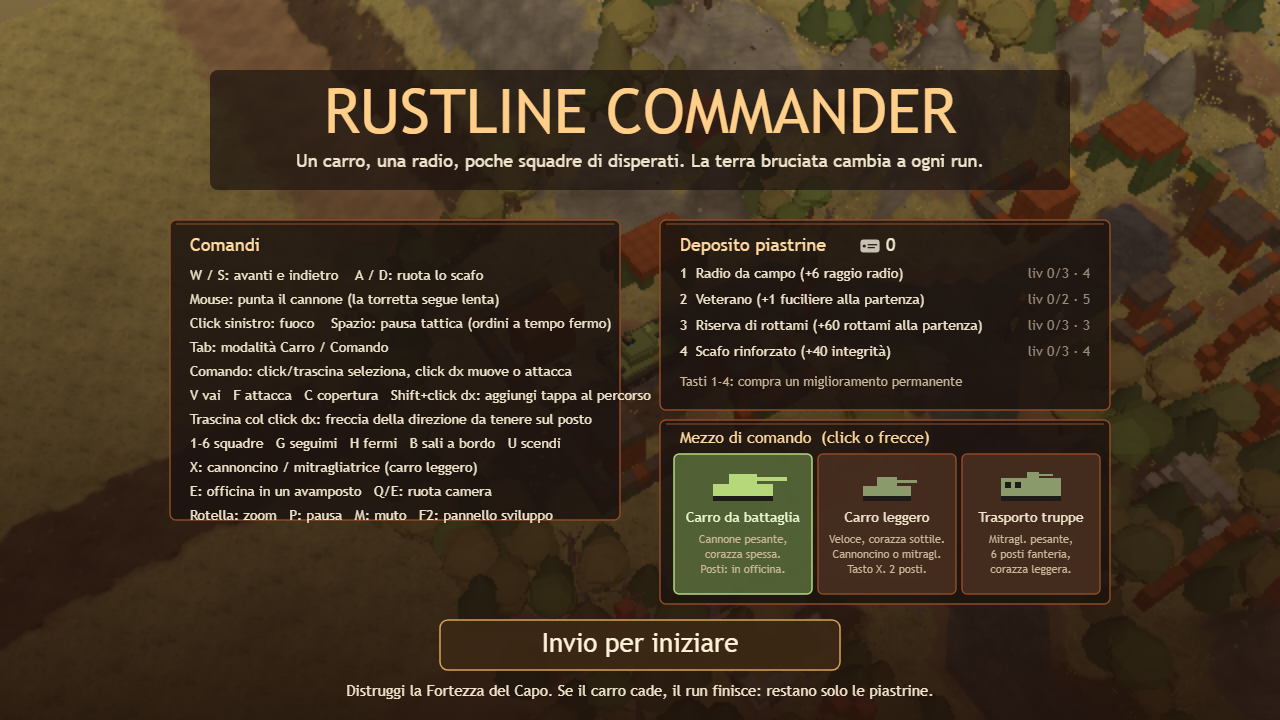 RUSTLINE COMMANDER
Un carro, una radio, poche squadre di disperati. La terra bruciata cambia a ogni run.
Comandi
W / S: avanti e indietro A / D: ruota lo scafo
Mouse: punta il cannone (la torretta segue lenta)
Click sinistro: fuoco Spazio: pausa tattica (ordini a tempo fermo)
Tab: modalità Carro / Comando
Comando: click/trascina seleziona, click dx muove o attacca
V vai F attacca C copertura Shift+click dx: aggiungi tappa al percorso
Trascina col click dx: freccia della direzione da tenere sul posto
1-6 squadre G seguimi H fermi B sali a bordo U scendi
X: cannoncino / mitragliatrice (carro leggero)
E: officina in un avamposto Q/E: ruota camera
Rotella: zoom P: pausa M: muto F2: pannello sviluppo
Deposito piastrine 0
1 Radio da campo (+6 raggio radio) liv 0/3 · 4
2 Veterano (+1 fuciliere alla partenza) liv 0/2 · 5
3 Riserva di rottami (+60 rottami alla partenza) liv 0/3 · 3
4 Scafo rinforzato (+40 integrità) liv 0/3 · 4
Tasti 1-4: compra un miglioramento permanente
Mezzo di comando (click o frecce)
Carro da battaglia
Cannone pesante,
corazza spessa.
Posti: in officina.
Carro leggero
Veloce, corazza sottile.
Cannoncino o mitragl.
Tasto X. 2 posti.
Trasporto truppe
Mitragl. pesante,
6 posti fanteria,
corazza leggera.
Invio per iniziare
Distruggi la Fortezza del Capo. Se il carro cade, il run finisce: restano solo le piastrine.